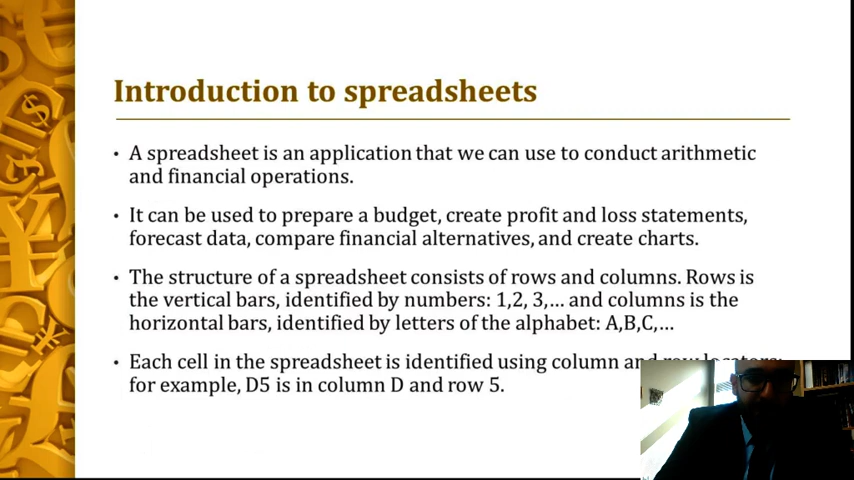 Introduction to spreadsheets
• A spreadsheet is an application that we can use to conduct arithmetic
and financial operations.
• It can be used to prepare a budget, create profit and loss statements,
forecast data, compare financial alternatives, and create charts.
• The structure of a spreadsheet consists of rows and columns. Rows is
the vertical bars, identified by numbers: 1,2, 3,... and columns is the
horizontal bars, identified by letters of the alphabet: A,B,C,...
• Each cell in the spreadsheet is identified using column and row locators;
for example, D5 is in column D and row 5.